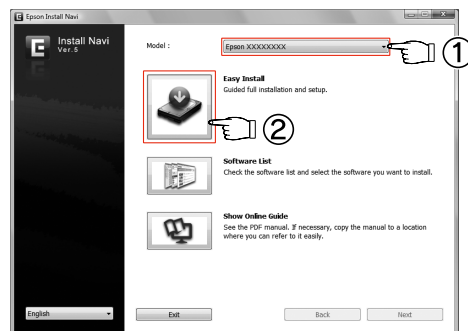 Epson Install Navi
Install Navi
Ver.5
Model :
Epson XXXXXXXX
①
Easy Install
Guided full installation and setup.
②
Software List
Check the software list and select the software you want to install.
Show Online Guide
See the PDF manual. If necessary, copy the manual to a location
where you can refer to it easily.
English
Exit
Back
Next